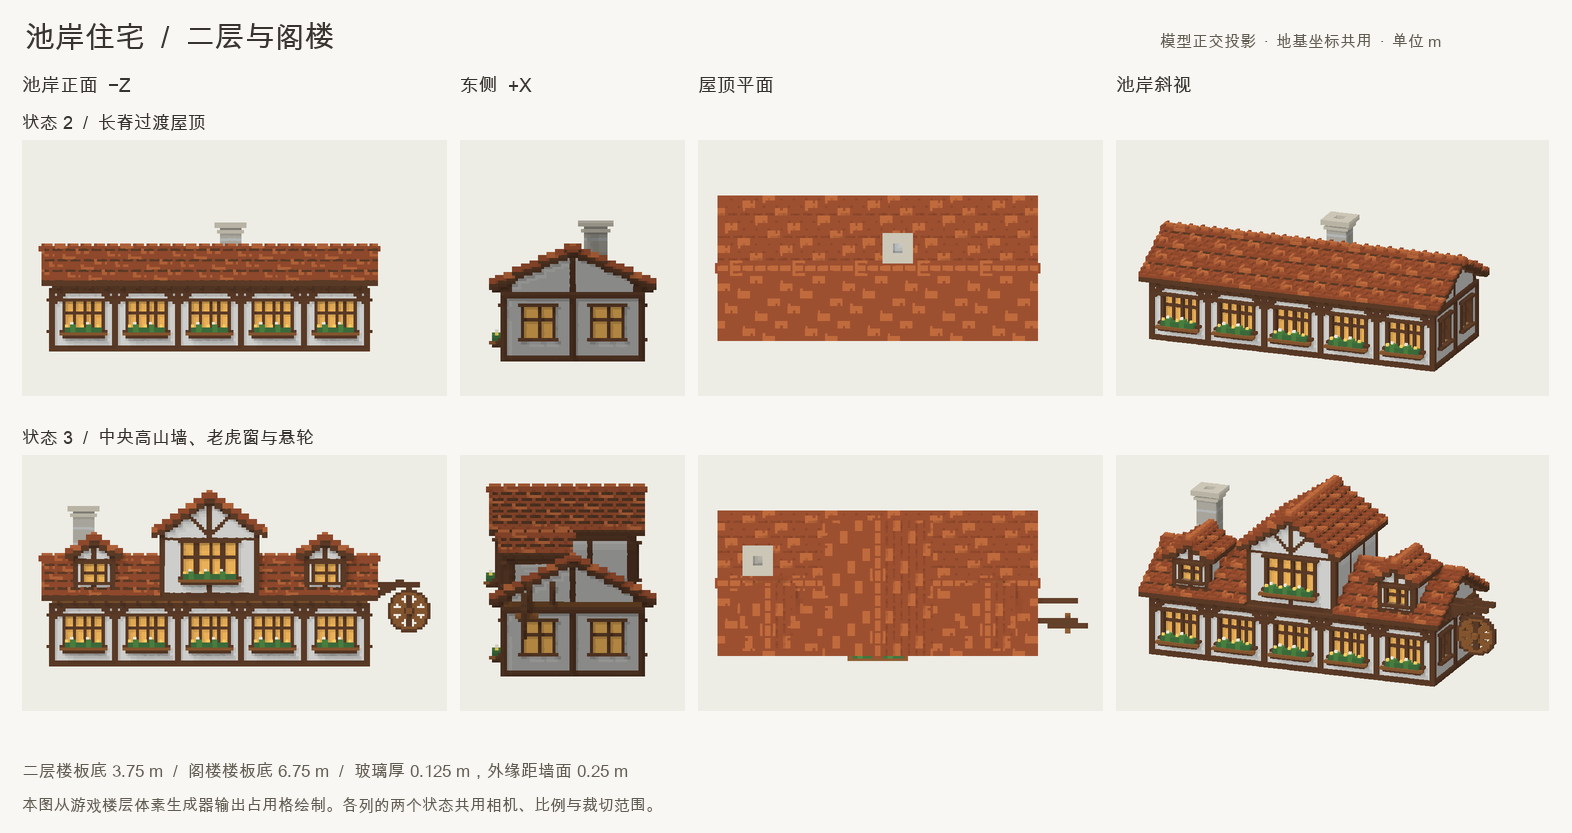 池岸住宅 / 二层与阁楼
模型正交投影 · 地基坐标共用 · 单位 m
池岸正面 −Z
东侧 +X
屋顶平面
池岸斜视
状态 2 / 长脊过渡屋顶
状态 3 / 中央高山墙、老虎窗与悬轮
二层楼板底 3.75 m / 阁楼楼板底 6.75 m / 玻璃厚 0.125 m，外缘距墙面 0.25 m
本图从游戏楼层体素生成器输出占用格绘制。各列的两个状态共用相机、比例与裁切范围。